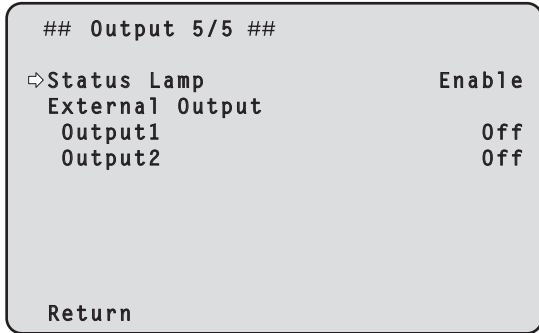 ## Output 5/5 ##
⇨Status Lamp Enable
External Output
Output1 Off
Output2 Off
Return